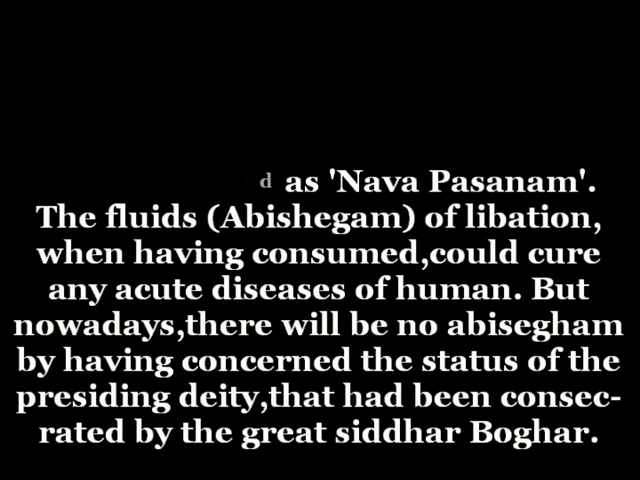 d as 'Nava Pasanam'.
The fluids (Abishegam) of libation,
when having consumed,could cure
any acute diseases of human. But
nowadays,there will be no abisegham
by having concerned the status of the
presiding deity,that had been consec-
rated by the great siddhar Boghar.